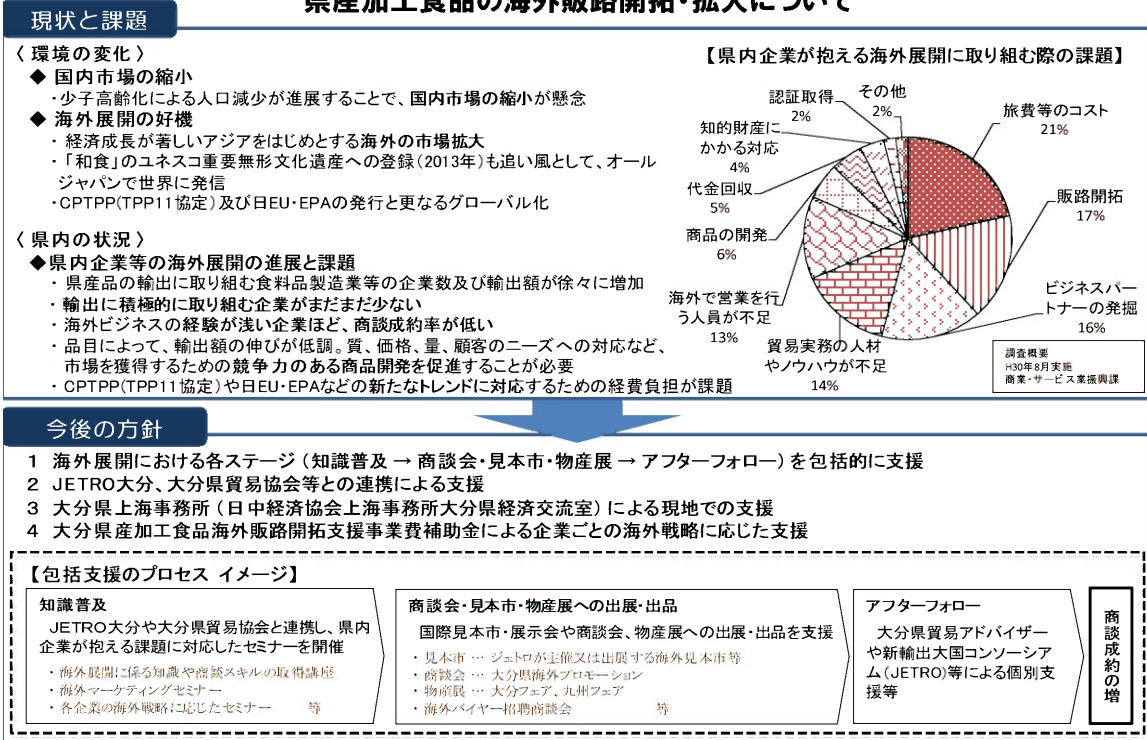 県産加工食品の海外販路開拓・拡大について
現状と課題
〈 環境の変化 〉
◆ 国内市場の縮小
・少子高齢化による人口減少が進展することで、国内市場の縮小が懸念
◆ 海外展開の好機
・ 経済成長が著しいアジアをはじめとする海外の市場拡大
・「和食」のユネスコ重要無形文化遺産への登録(2013年)も追い風として、オール
ジャパンで世界に発信
・CPTPP(TPP11協定)及び日EU・EPAの発行と更なるグローバル化
〈 県内の状況 〉
◆県内企業等の海外展開の進展と課題
・ 県産品の輸出に取り組む食料品製造業等の企業数及び輸出額が徐々に増加
・ 輸出に積極的に取り組む企業がまだまだ少ない
・ 海外ビジネスの経験が浅い企業ほど、商談成約率が低い
・ 品目によって、輸出額の伸びが低調。質、価格、量、顧客のニーズへの対応など、
市場を獲得するための競争力のある商品開発を促進することが必要
・ CPTPP(TPP11協定)や日EU・EPAなどの新たなトレンドに対応するための経費負担が課題
【県内企業が抱える海外展開に取り組む際の課題】
旅費等のコスト
21%
販路開拓
17%
ビジネスパー
トナーの発掘
16%
貿易実務の人材
やノウハウが不足
14%
海外で営業を行
う人員が不足
13%
商品の開発
6%
代金回収
5%
知的財産に
かかる対応
4%
認証取得
2%
その他
2%
調査概要
H30年8月実施
商業・サービス業振興課
今後の方針
1 海外展開における各ステージ(知識普及 → 商談会・見本市・物産展 → アフターフォロー)を包括的に支援
2 JETRO大分、大分県貿易協会等との連携による支援
3 大分県上海事務所(日中経済協会上海事務所大分県経済交流室)による現地での支援
4 大分県産加工食品海外販路開拓支援事業費補助金による企業ごとの海外戦略に応じた支援
【包括支援のプロセス イメージ】
知識普及
JETRO大分や大分県貿易協会と連携し、県内
企業が抱える課題に対応したセミナーを開催
・海外展開に係る知識や商談スキルの取得講座
・海外マーケティングセミナー
・各企業の海外戦略に応じたセミナー 等
商談会・見本市・物産展への出展・出品
国際見本市・展示会や商談会、物産展への出展・出品を支援
・ 見本市 … ジェトロが主催又は出展する海外見本市等
・ 商談会 … 大分県海外プロモーション
・ 物産展 … 大分フェア、九州フェア
・ 海外バイヤー招聘商談会 等
アフターフォロー
大分県貿易アドバイザー
や新輸出大国コンソーシア
ム(JETRO)等による個別支
援等
商談成約の増